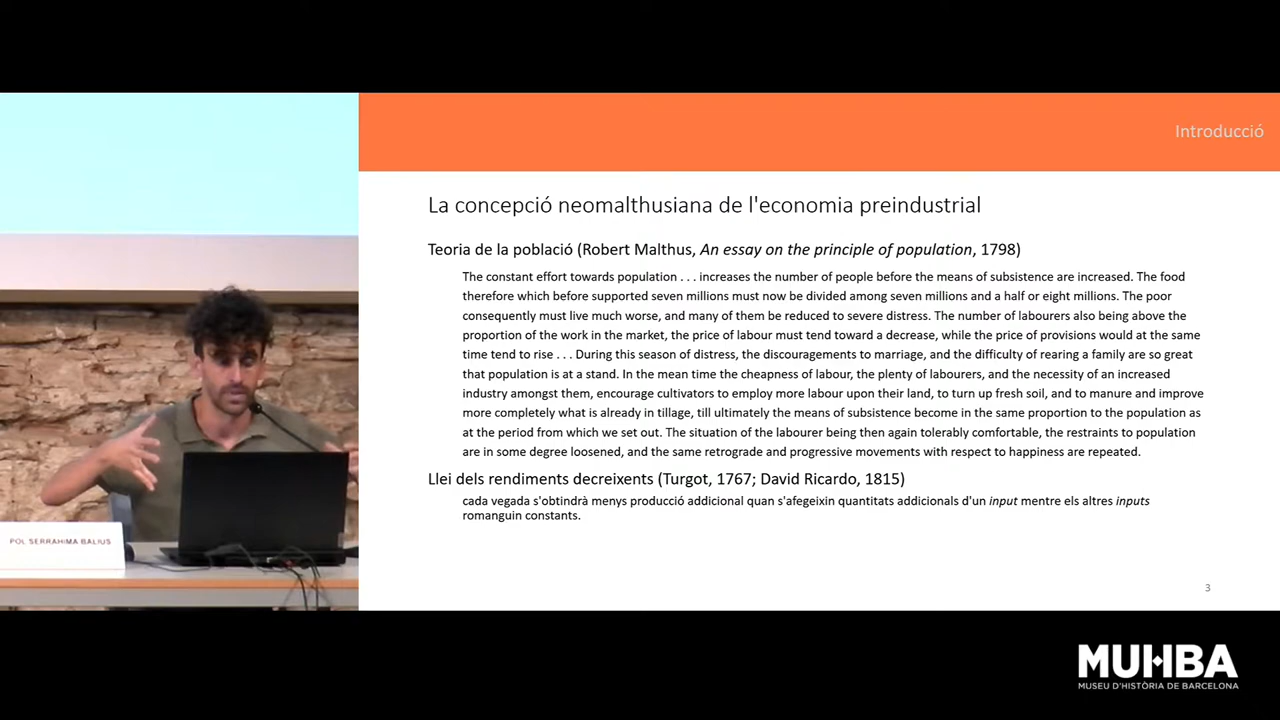 Introducció
La concepció neomalthusiana de l'economia preindustrial
Teoria de la població (Robert Malthus, An essay on the principle of population, 1798)
The constant effort towards population . . . increases the number of people before the means of subsistence are increased. The food
therefore which before supported seven millions must now be divided among seven millions and a half or eight millions. The poor
consequently must live much worse, and many of them be reduced to severe distress. The number of labourers also being above the
proportion of the work in the market, the price of labour must tend toward a decrease, while the price of provisions would at the same
time tend to rise . . . During this season of distress, the discouragements to marriage, and the difficulty of rearing a family are so great
that population is at a stand. In the mean time the cheapness of labour, the plenty of labourers, and the necessity of an increased
industry amongst them, encourage cultivators to employ more labour upon their land, to turn up fresh soil, and to manure and improve
more completely what is already in tillage, till ultimately the means of subsistence become in the same proportion to the population as
at the period from which we set out. The situation of the labourer being then again tolerably comfortable, the restraints to population
are in some degree loosened, and the same retrograde and progressive movements with respect to happiness are repeated.
Llei dels rendiments decreixents (Turgot, 1767; David Ricardo, 1815)
cada vegada s'obtindrà menys producció addicional quan s'afegeixin quantitats addicionals d'un input mentre els altres inputs
romanguin constants.
POL SERRAHIMA BALIUS
3
MUHBA
MUSEU D'HISTÒRIA DE BARCELONA